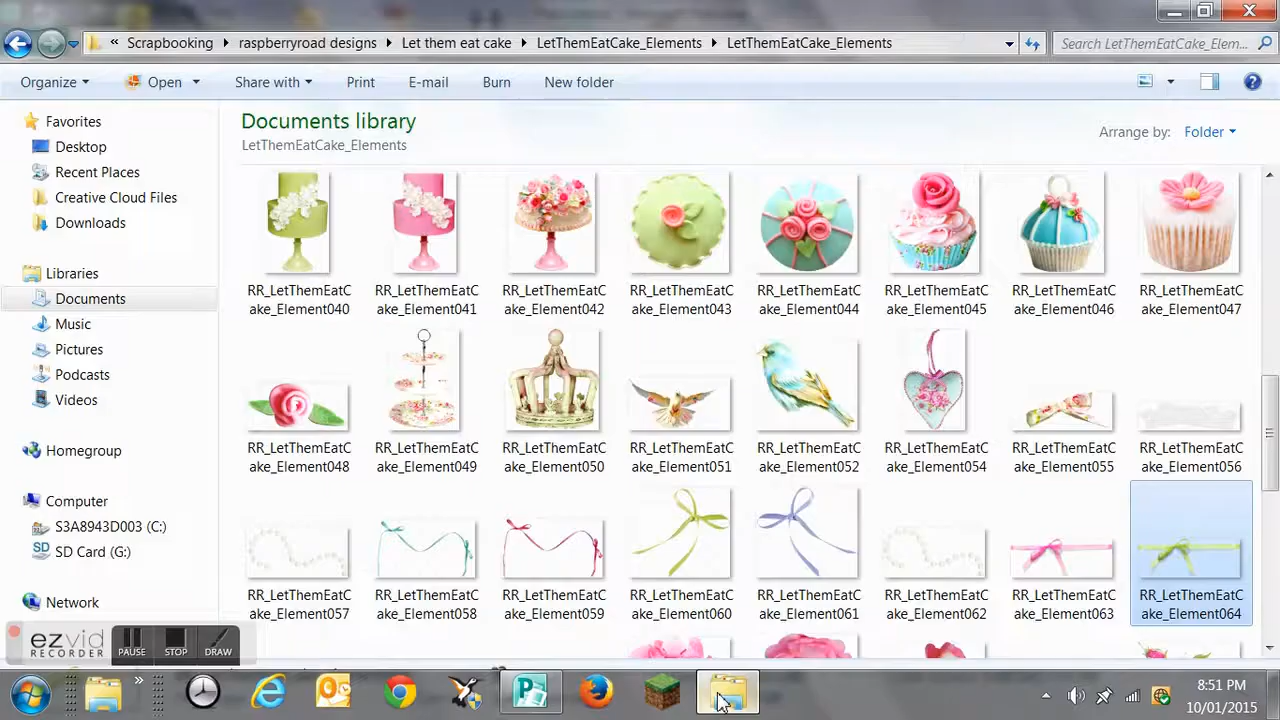 « Scrapbooking ▸ raspberryroad designs ▸ Let them eat cake ▸ LetThemEatCake_Elements ▸ LetThemEatCake_Elements
Search LetThemEatCake_Elem...
Organize Open Share with Print E-mail Burn New folder
Favorites
Desktop
Recent Places
Creative Cloud Files
Downloads
Libraries
Documents
Music
Pictures
Podcasts
Videos
Homegroup
Computer
S3A8943D003 (C:)
SD Card (G:)
Network
Documents library
LetThemEatCake_Elements
Arrange by: Folder
RR_LetThemEatC
ake_Element040
RR_LetThemEatC
ake_Element041
RR_LetThemEatC
ake_Element042
RR_LetThemEatC
ake_Element043
RR_LetThemEatC
ake_Element044
RR_LetThemEatC
ake_Element045
RR_LetThemEatC
ake_Element046
RR_LetThemEatC
ake_Element047
RR_LetThemEatC
ake_Element048
RR_LetThemEatC
ake_Element049
RR_LetThemEatC
ake_Element050
RR_LetThemEatC
ake_Element051
RR_LetThemEatC
ake_Element052
RR_LetThemEatC
ake_Element054
RR_LetThemEatC
ake_Element055
RR_LetThemEatC
ake_Element056
RR_LetThemEatC
ake_Element057
RR_LetThemEatC
ake_Element058
RR_LetThemEatC
ake_Element059
RR_LetThemEatC
ake_Element060
RR_LetThemEatC
ake_Element061
RR_LetThemEatC
ake_Element062
RR_LetThemEatC
ake_Element063
RR_LetThemEatC
ake_Element064
ezvid
RECORDER
PAUSE STOP DRAW
8:51 PM
10/01/2015